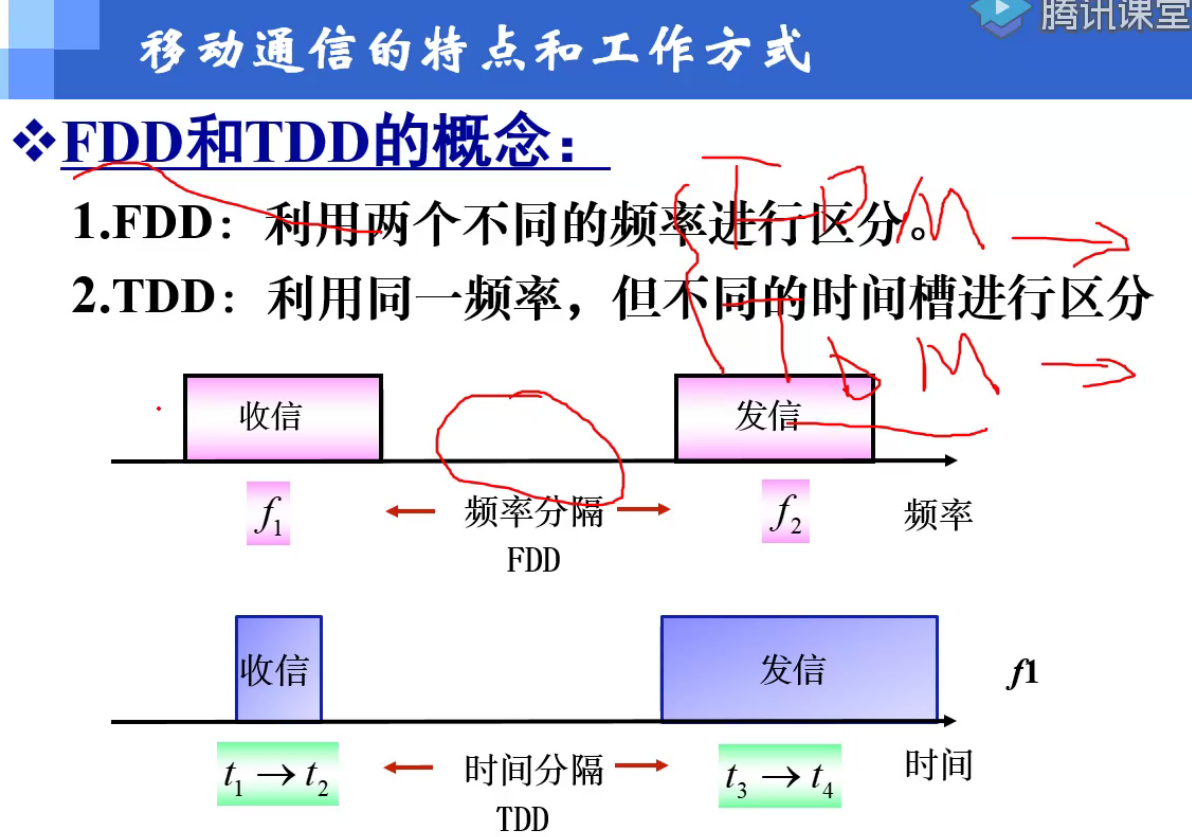 腾讯课堂
移动通信的特点和工作方式
❖FDD和TDD的概念：
1.FDD：利用两个不同的频率进行区分。
2.TDD：利用同一频率，但不同的时间槽进行区分
TDM →
TDM →
收信
发信
f₁
频率分隔
f₂
频率
FDD
收信
发信
f1
t₁ → t₂
时间分隔
t₃ → t₄
时间
TDD